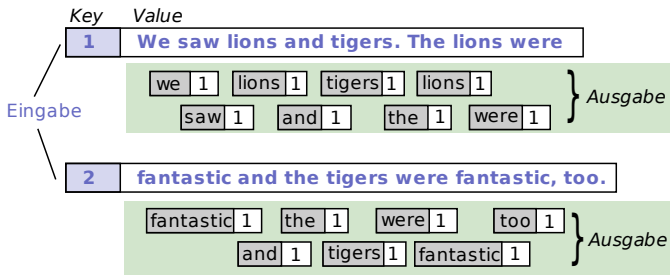 Key Value
1 We saw lions and tigers. The lions were
we 1 lions 1 tigers 1 lions 1
Ausgabe
saw 1 and 1 the 1 were 1
Eingabe
2 fantastic and the tigers were fantastic, too.
fantastic 1 the 1 were 1 too 1
Ausgabe
and 1 tigers 1 fantastic 1